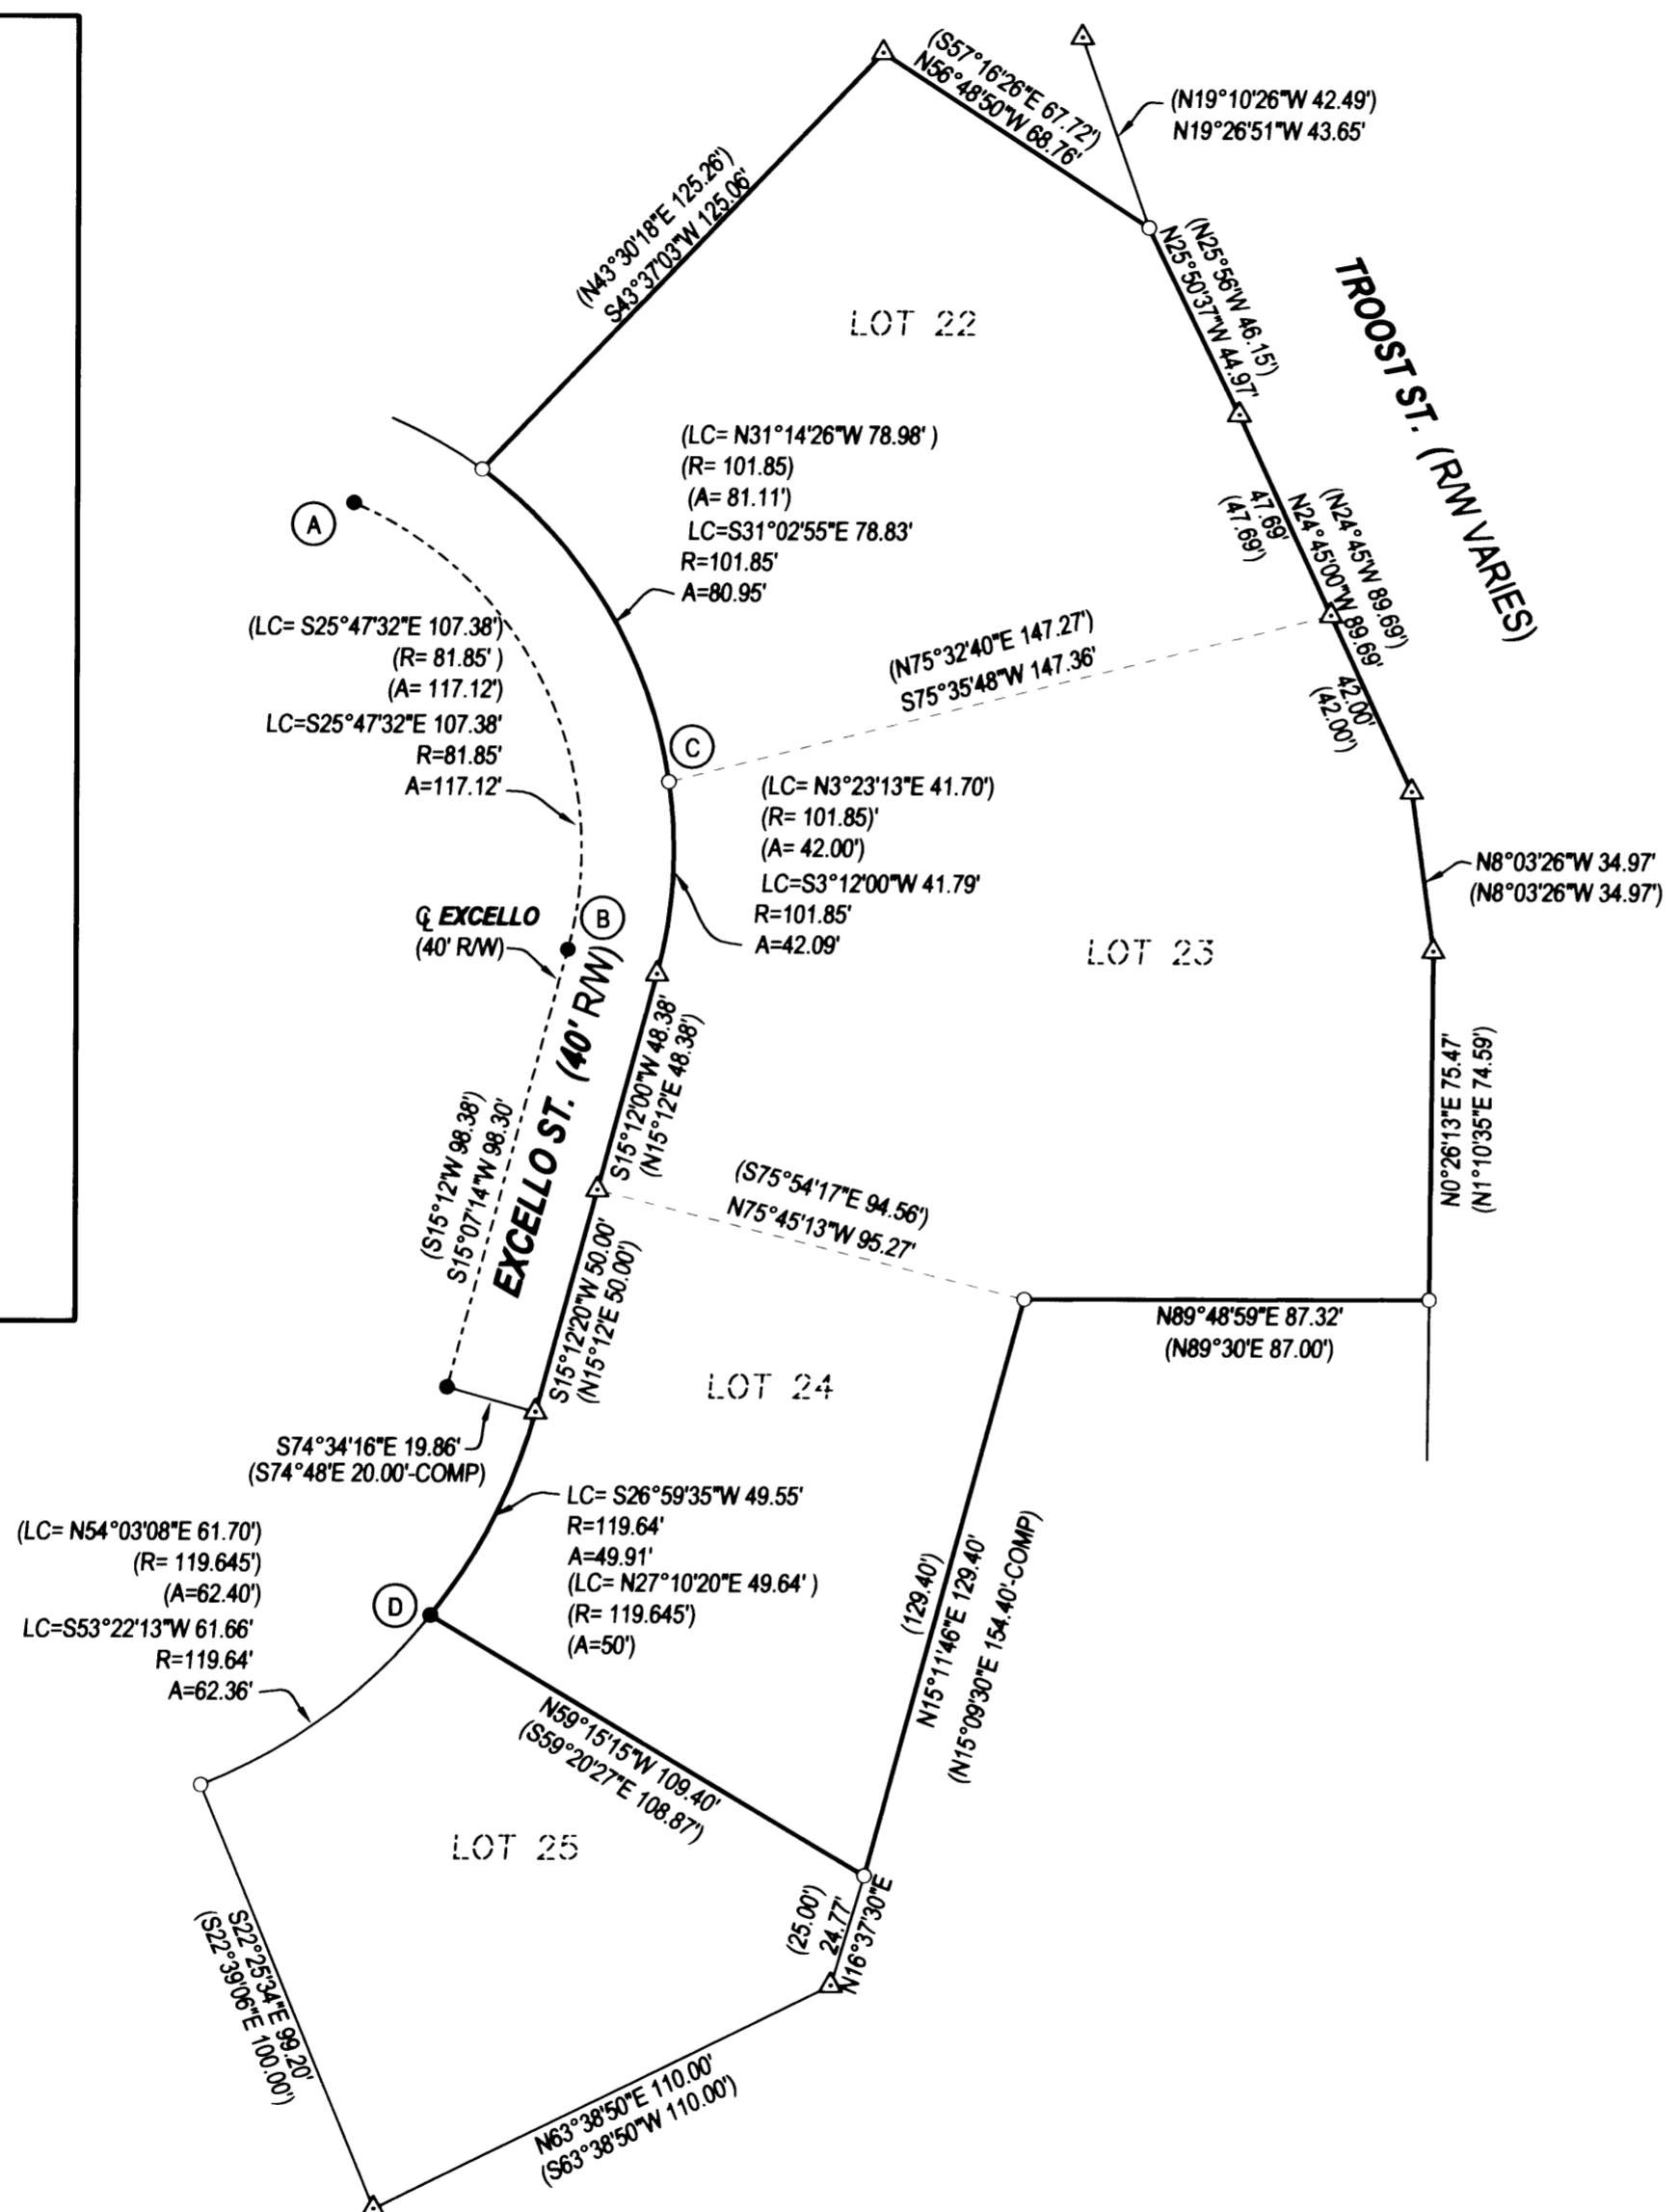 (S57°16'26"E 67.72')
N56°48'50"W 68.76'
(N19°10'26"W 42.49')
N19°26'51"W 43.65'
(N43°30'18"E 125.26')
S43°37'03"W 125.06'
(N25°56'W 46.15')
N25°50'37"W 44.97'
TROOST ST. (R/W VARIES)
LOT 22
(LC= N31°14'26"W 78.98' )
(R= 101.85)
(A= 81.11')
LC=S31°02'55"E 78.83'
R=101.85'
A=80.95'
A
47.69'
(47.69')
(N24°45'W 89.69')
N24°45'00"W 89.69'
42.00'
(42.00')
(LC= S25°47'32"E 107.38')
(R= 81.85' )
(A= 117.12')
LC=S25°47'32"E 107.38'
R=81.85'
A=117.12'
(N75°32'40"E 147.27')
S75°35'48"W 147.36'
C
(LC= N3°23'13"E 41.70')
(R= 101.85)'
(A= 42.00')
LC=S3°12'00"W 41.79'
R=101.85'
A=42.09'
N8°03'26"W 34.97'
(N8°03'26"W 34.97')
℄ EXCELLO
(40' R/W)
B
LOT 23
S15°12'00"W 48.38'
(N15°12'E 48.38')
EXCELLO ST. (40' R/W)
(S15°12'W 98.38')
S15°07'14"W 98.30'
N0°26'13"E 75.47'
(N1°10'35"E 74.59')
(S75°54'17"E 94.56')
N75°45'13"W 95.27'
S15°12'20"W 50.00'
(N15°12'E 50.00')
N89°48'59"E 87.32'
(N89°30'E 87.00')
LOT 24
S74°34'16"E 19.86'
(S74°48'E 20.00'-COMP)
LC= S26°59'35"W 49.55'
R=119.64'
A=49.91'
(LC= N27°10'20"E 49.64' )
(R= 119.645')
(A=50')
(LC= N54°03'08"E 61.70')
(R= 119.645')
(A=62.40')
LC=S53°22'13"W 61.66'
R=119.64'
A=62.36'
D
(129.40')
N15°11'46"E 129.40'
(N15°09'30"E 154.40'-COMP)
N59°15'15"W 109.40'
(S59°20'27"E 108.87')
LOT 25
(25.00')
24.77'
N16°37'30"E
S22°25'34"E 99.20'
(S22°39'06"E 100.00')
N63°38'50"E 110.00'
(S63°38'50"W 110.00')